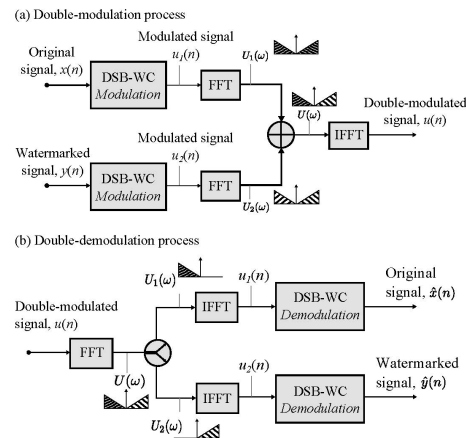 (a) Double-modulation process
Original
signal, x(n)
DSB-WC
Modulation
Modulated signal
u₁(n)
FFT
U₁(ω)
Watermarked
signal, y(n)
DSB-WC
Modulation
Modulated signal
u₂(n)
FFT
U₂(ω)
U(ω)
IFFT
Double-modulated
signal, u(n)
(b) Double-demodulation process
Double-modulated
signal, u(n)
FFT
U(ω)
U₁(ω)
IFFT
u₁(n)
DSB-WC
Demodulation
Original
signal, x̂(n)
U₂(ω)
IFFT
u₂(n)
DSB-WC
Demodulation
Watermarked
signal, ŷ(n)